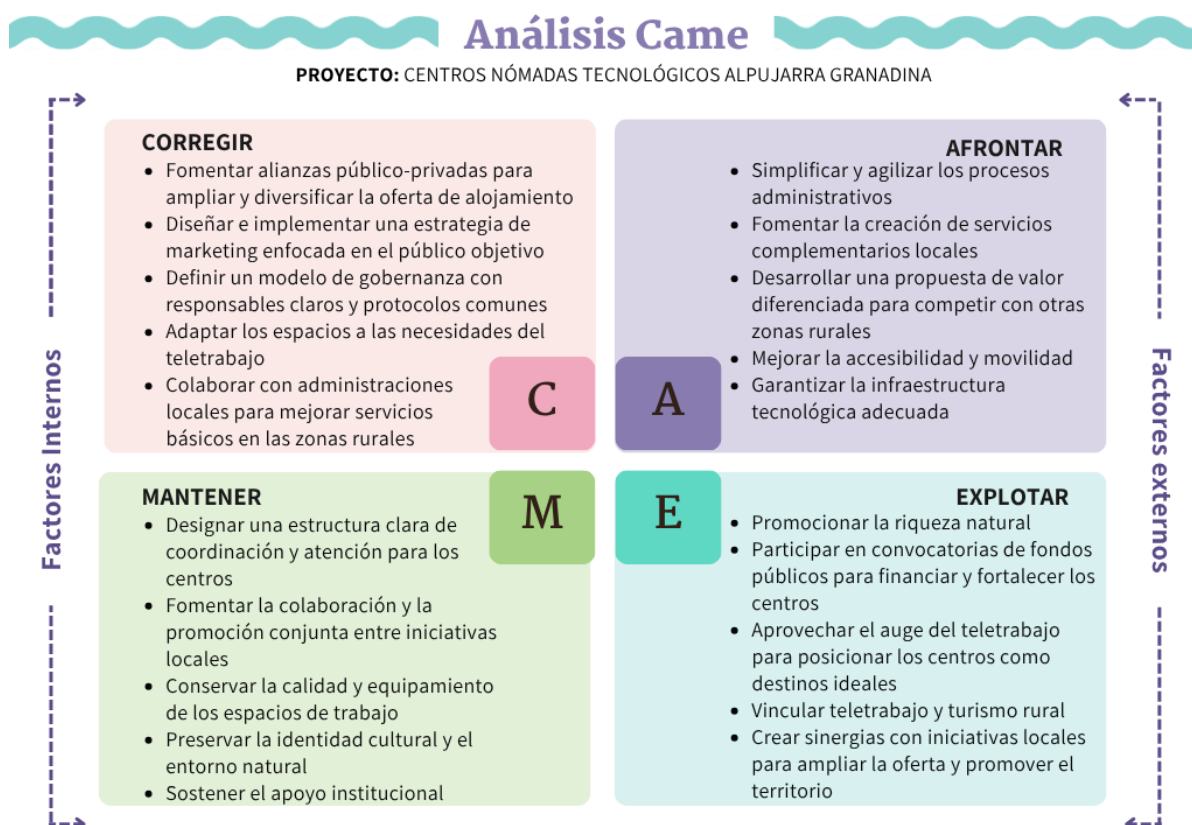 Análisis Came
PROYECTO: CENTROS NÓMADAS TECNOLÓGICOS ALPUJARRA GRANADINA
Factores Internos
CORREGIR
• Fomentar alianzas público-privadas para
ampliar y diversificar la oferta de alojamiento
• Diseñar e implementar una estrategia de
marketing enfocada en el público objetivo
• Definir un modelo de gobernanza con
responsables claros y protocolos comunes
• Adaptar los espacios a las necesidades del
teletrabajo
• Colaborar con administraciones
locales para mejorar servicios
básicos en las zonas rurales
C
AFRONTAR
• Simplificar y agilizar los procesos
administrativos
• Fomentar la creación de servicios
complementarios locales
• Desarrollar una propuesta de valor
diferenciada para competir con otras
zonas rurales
• Mejorar la accesibilidad y movilidad
• Garantizar la infraestructura
tecnológica adecuada
A
MANTENER
• Designar una estructura clara de
coordinación y atención para los
centros
• Fomentar la colaboración y la
promoción conjunta entre iniciativas
locales
• Conservar la calidad y equipamiento
de los espacios de trabajo
• Preservar la identidad cultural y el
entorno natural
• Sostener el apoyo institucional
M
EXPLOTAR
• Promocionar la riqueza natural
• Participar en convocatorias de fondos
públicos para financiar y fortalecer los
centros
• Aprovechar el auge del teletrabajo
para posicionar los centros como
destinos ideales
• Vincular teletrabajo y turismo rural
• Crear sinergias con iniciativas locales
para ampliar la oferta y promover el
territorio
E
Factores externos